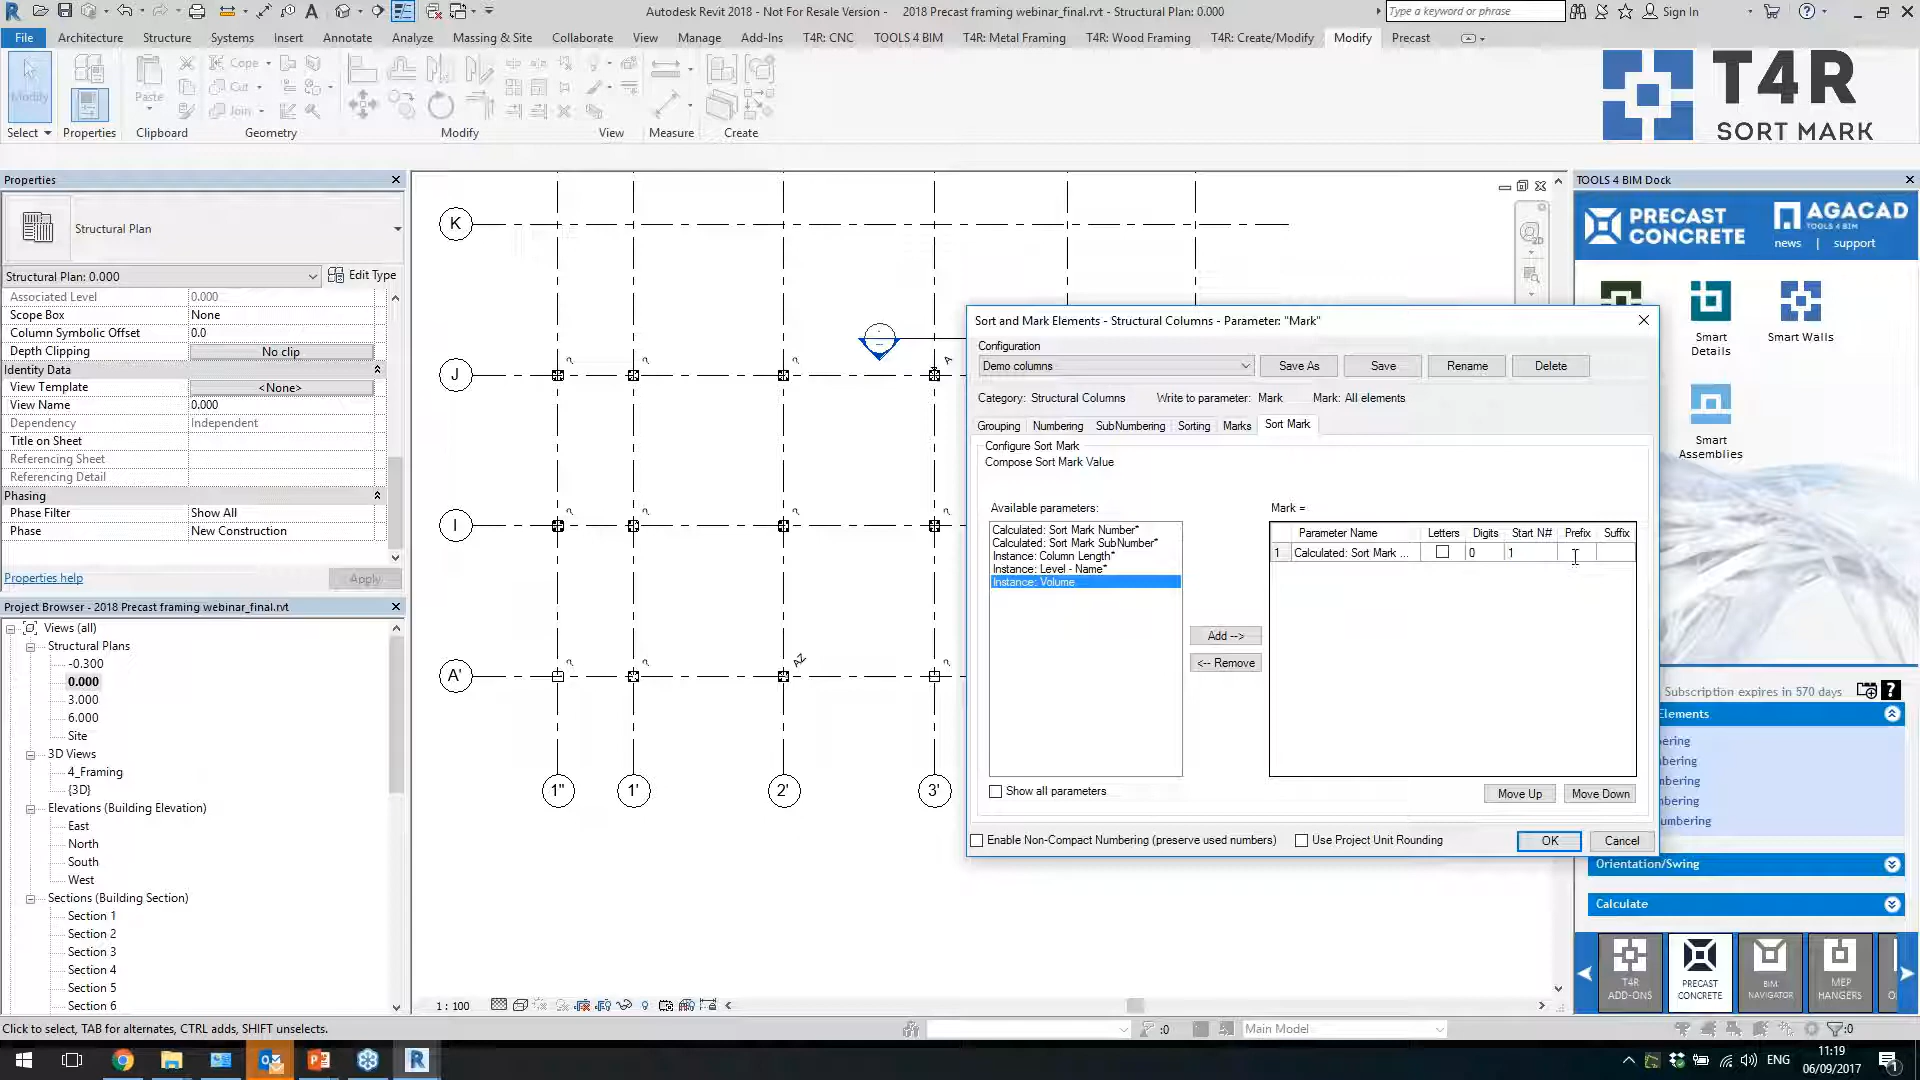 Autodesk Revit 2018 - Not For Resale Version - 2018 Precast framing webinar_final.rvt - Structural Plan: 0.000
Type a keyword or phrase
Sign In
File Architecture Structure Systems Insert Annotate Analyze Massing & Site Collaborate View Manage Add-Ins T4R: CNC TOOLS 4 BIM T4R: Metal Framing T4R: Wood Framing T4R: Create/Modify Modify Precast
Modify
Paste
Cope
Cut
Join
Select Properties Clipboard Geometry Modify View Measure Create
T4R
SORT MARK
Properties
Structural Plan
Structural Plan: 0.000 Edit Type
Associated Level 0.000
Scope Box None
Column Symbolic Offset 0.0
Depth Clipping No clip
Identity Data
View Template <None>
View Name 0.000
Dependency Independent
Title on Sheet
Referencing Sheet
Referencing Detail
Phasing
Phase Filter Show All
Phase New Construction
Properties help Apply
Project Browser - 2018 Precast framing webinar_final.rvt
Views (all)
Structural Plans
-0.300
0.000
3.000
6.000
Site
3D Views
4_Framing
{3D}
Elevations (Building Elevation)
East
North
South
West
Sections (Building Section)
Section 1
Section 2
Section 3
Section 4
Section 5
Section 6
K
J
I
A'
? ? ? A
? ? ?
? ? AZ ?
1" 1' 2' 3'
Sort and Mark Elements - Structural Columns - Parameter: "Mark"
Configuration
Demo columns Save As Save Rename Delete
Category: Structural Columns Write to parameter: Mark Mark: All elements
Grouping Numbering SubNumbering Sorting Marks Sort Mark
Configure Sort Mark
Compose Sort Mark Value
Available parameters: Mark =
Calculated: Sort Mark Number*
Calculated: Sort Mark SubNumber*
Instance: Column Length*
Instance: Level - Name*
Instance: Volume
Parameter Name Letters Digits Start N# Prefix Suffix
1 Calculated: Sort Mark ... 0 1
Add -->
<-- Remove
Show all parameters Move Up Move Down
Enable Non-Compact Numbering (preserve used numbers) Use Project Unit Rounding OK Cancel
TOOLS 4 BIM Dock
PRECAST
CONCRETE
AGACAD
TOOLS 4 BIM
news | support
Smart
Details
Smart Walls
Smart
Assemblies
Subscription expires in 570 days
Elements
bering
bering
bering
bering
umbering
Orientation/Swing
Calculate
T4R
ADD-ONS
PRECAST
CONCRETE
BIM
NAVIGATOR
MEP
HANGERS
1 : 100
Click to select, TAB for alternates, CTRL adds, SHIFT unselects.
:0
Main Model
:0
ENG
11:19
06/09/2017